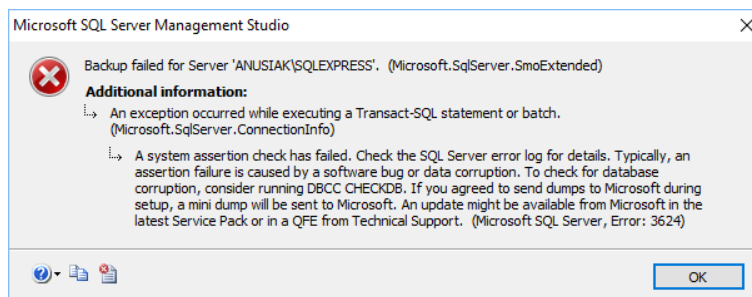 Microsoft SQL Server Management Studio
Backup failed for Server 'ANUSIAK\SQLEXPRESS'. (Microsoft.SqlServer.SmoExtended)
Additional information:
An exception occurred while executing a Transact-SQL statement or batch.
(Microsoft.SqlServer.ConnectionInfo)
A system assertion check has failed. Check the SQL Server error log for details. Typically, an
assertion failure is caused by a software bug or data corruption. To check for database
corruption, consider running DBCC CHECKDB. If you agreed to send dumps to Microsoft during
setup, a mini dump will be sent to Microsoft. An update might be available from Microsoft in the
latest Service Pack or in a QFE from Technical Support. (Microsoft SQL Server, Error: 3624)
OK